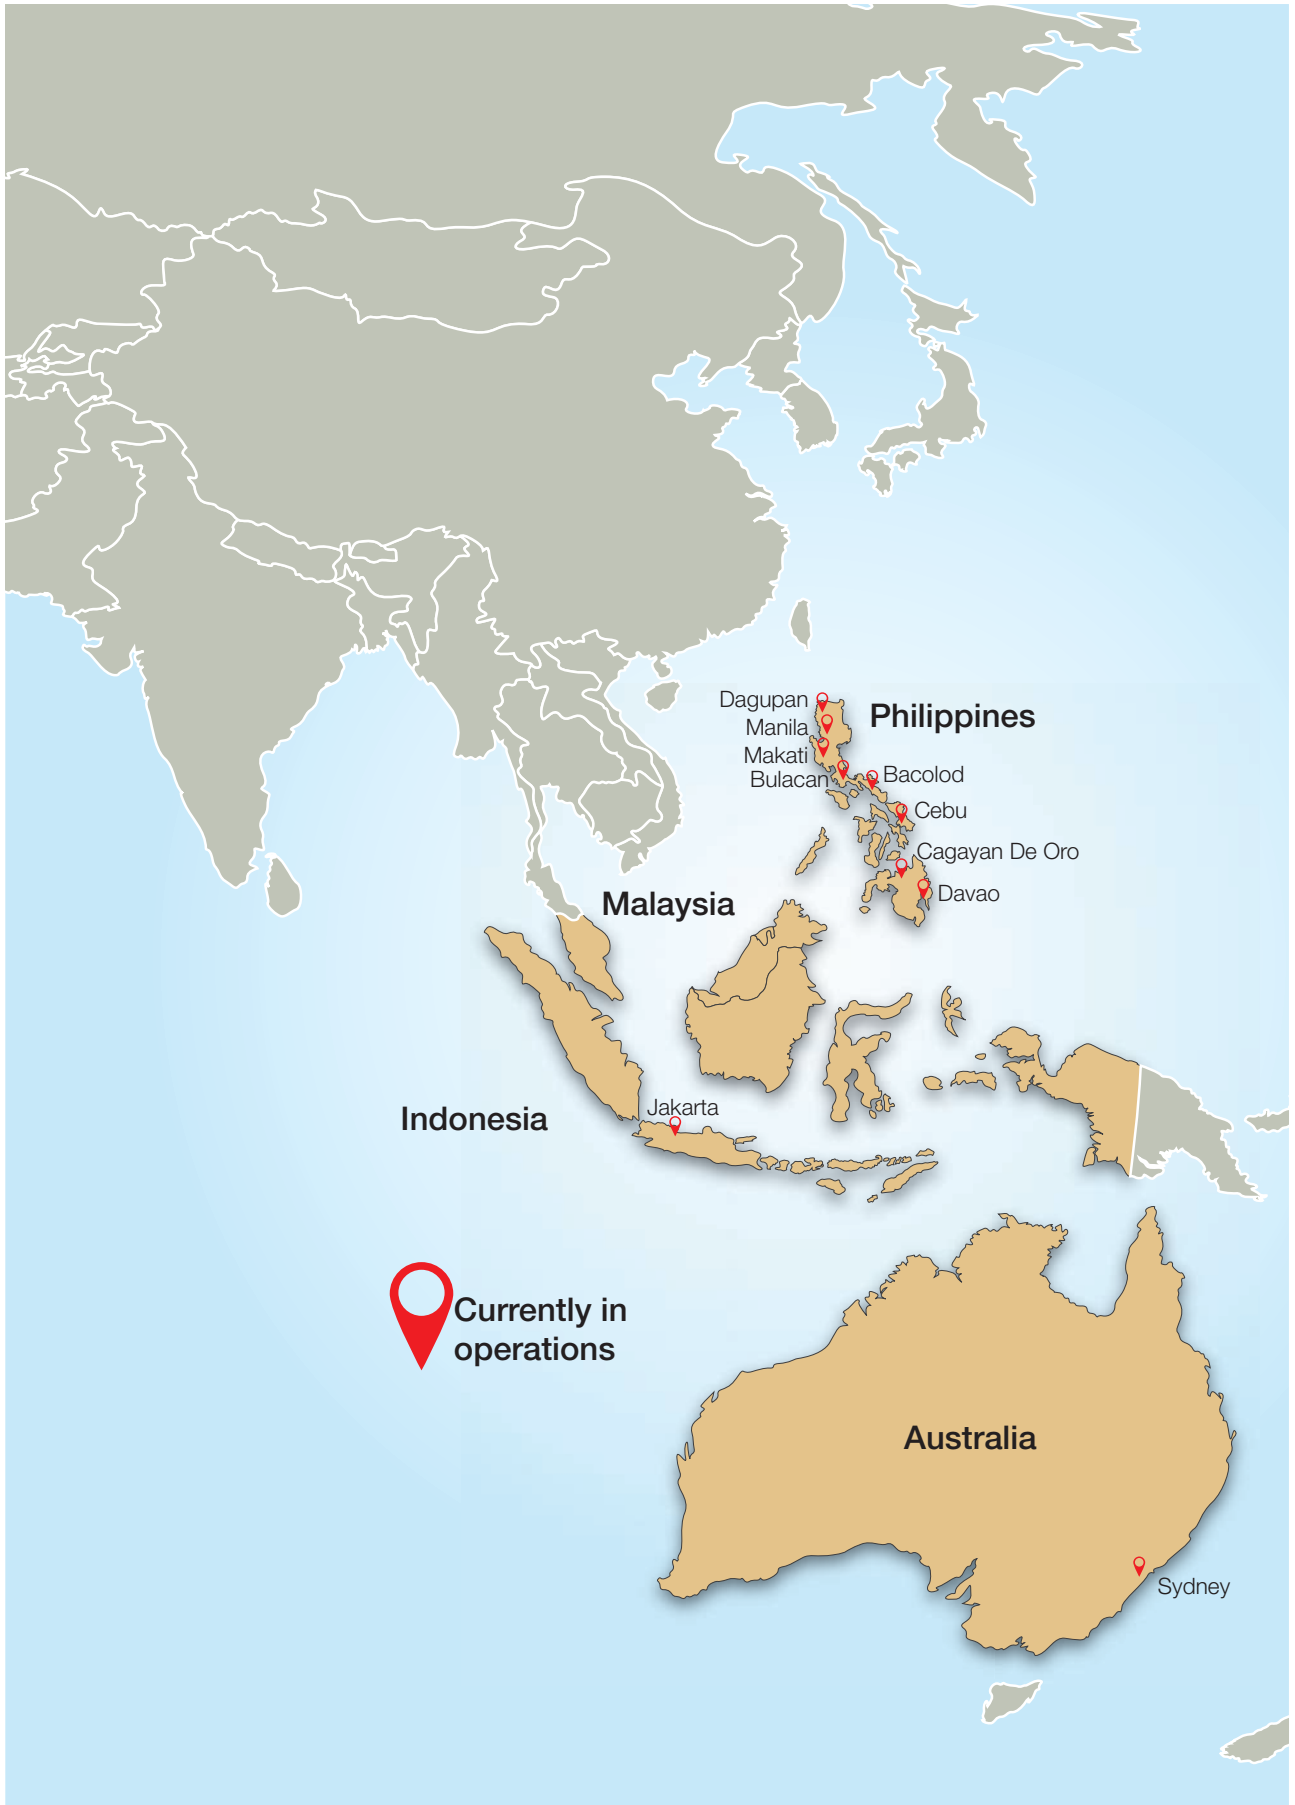 Dagupan
Philippines
Manila
Makati
Bulacan
Bacolod
Cebu
Cagayan De Oro
Davao
Malaysia
Indonesia
Jakarta
Currently in
operations
Australia
Sydney